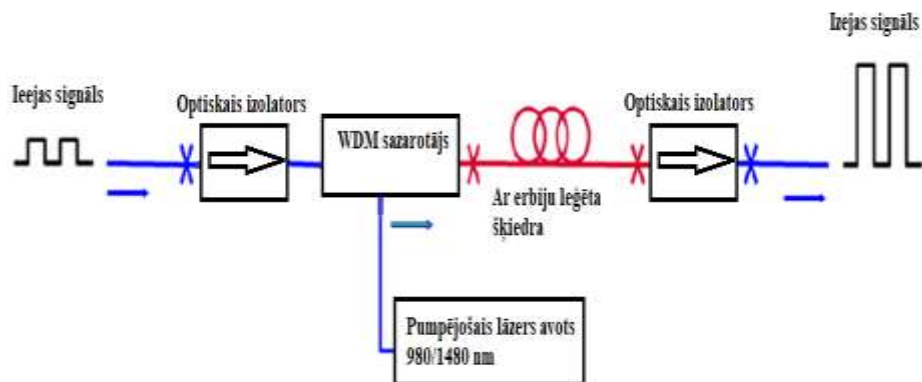 Ieejas signāls
Optiskais izolators
WDM sazarotājs
Ar erbiju leģēta
šķiedra
Optiskais izolators
Izejas signāls
Pumpējošais lāzers avots
980/1480 nm